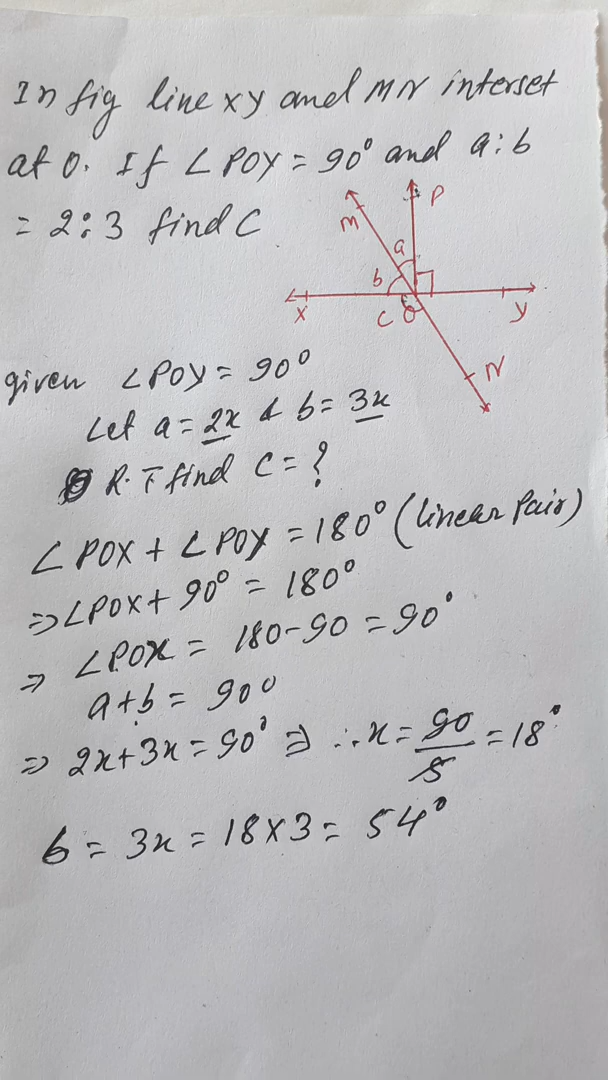 In fig line xy and MN interset
at O. If ∠POY = 90° and a:b
= 2:3 find C
P
M
a
b
X
C
O
Y
N
given ∠POY = 90°
Let a = 2x & b = 3x
R.T find C = ?
∠POX + ∠POY = 180° (linear Pair)
⇒ ∠POX + 90° = 180°
⇒ ∠POX = 180-90 = 90°
a+b = 90°
⇒ 2x+3x = 90° ⇒ ∴ x = 90/5 = 18°
b = 3x = 18×3 = 54°